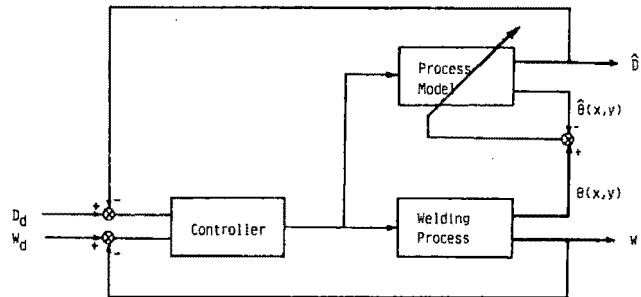 Process
Model
D̂
θ̂(x,y)
-
+
θ(x,y)
D_d
+
-
W_d
+
-
Controller
Welding
Process
W